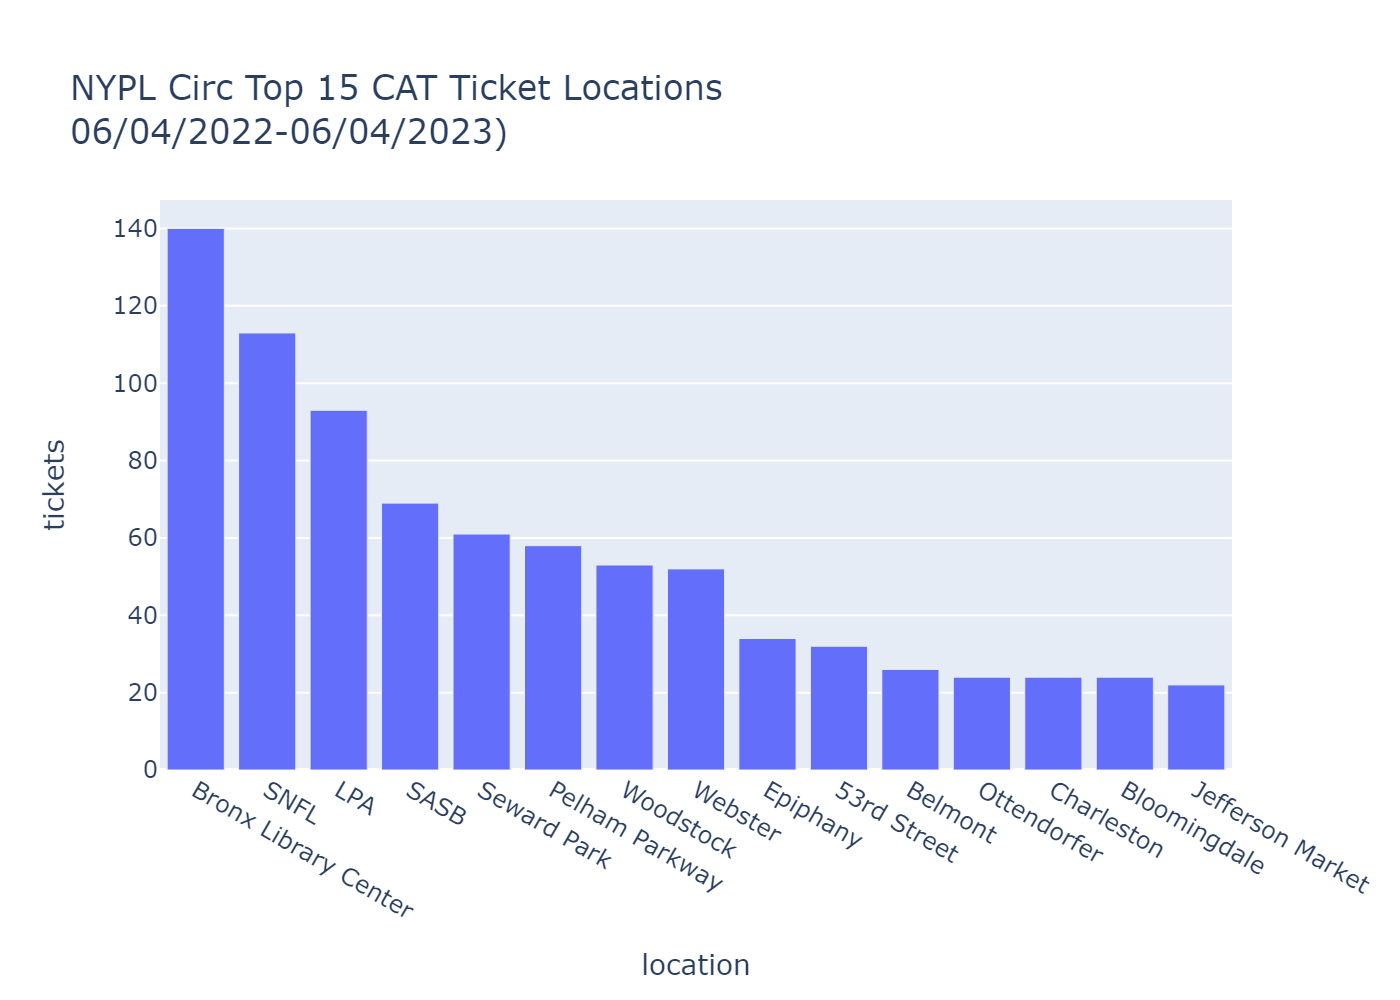 NYPL Circ Top 15 CAT Ticket Locations
06/04/2022-06/04/2023)
140
120
100
80
60
40
20
0
tickets
Bronx Library Center
SNFL
LPA
SASB
Seward Park
Pelham Parkway
Woodstock
Webster
Epiphany
53rd Street
Belmont
Ottendorfer
Charleston
Bloomingdale
Jefferson Market
location